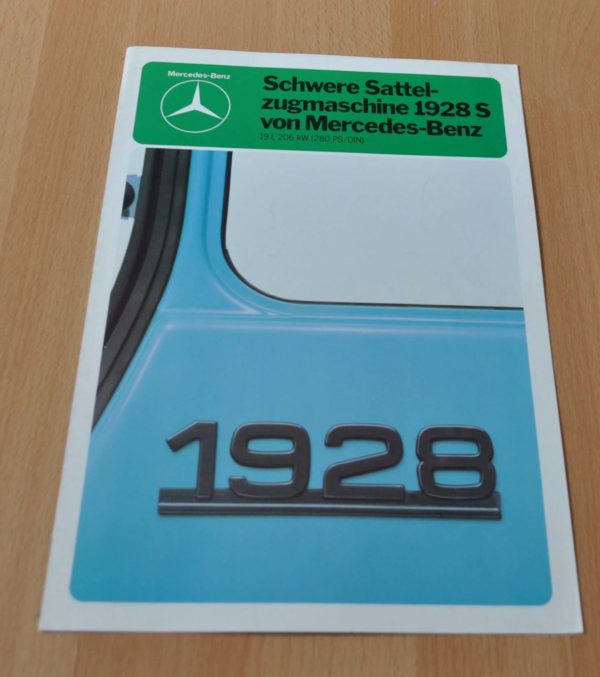 Mercedes-Benz
Schwere Sattel-
zugmaschine 1928 S
von Mercedes-Benz
19 t, 206 kW (280 PS/DIN)
1928